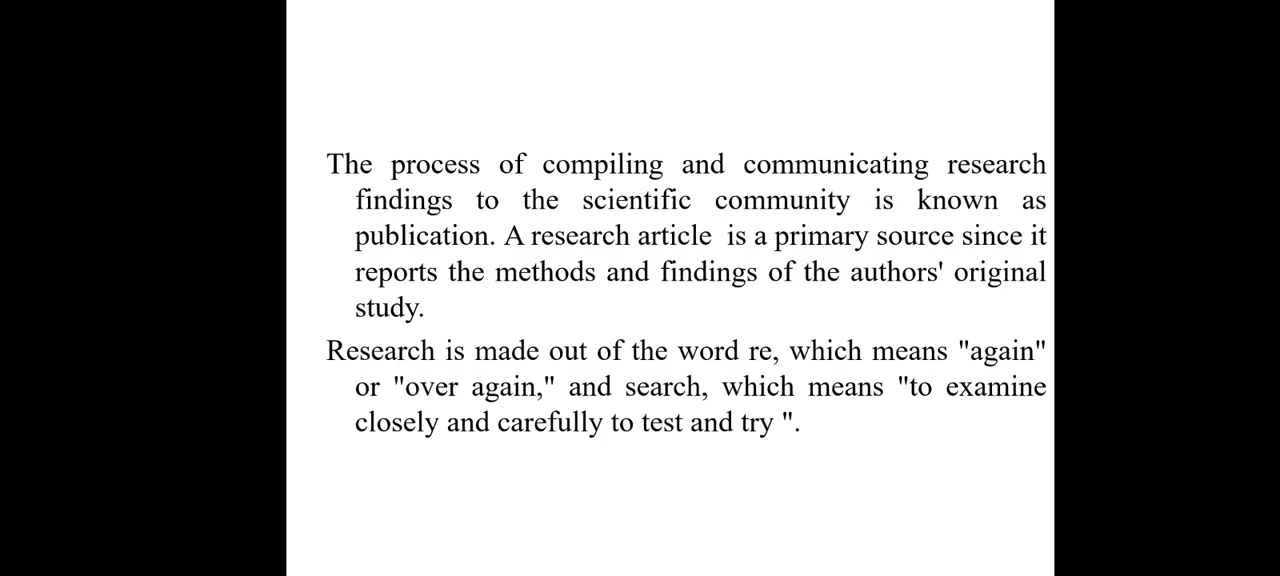 The process of compiling and communicating research
findings to the scientific community is known as
publication. A research article  is a primary source since it
reports the methods and findings of the authors' original
study.
Research is made out of the word re, which means "again"
or "over again," and search, which means "to examine
closely and carefully to test and try ".